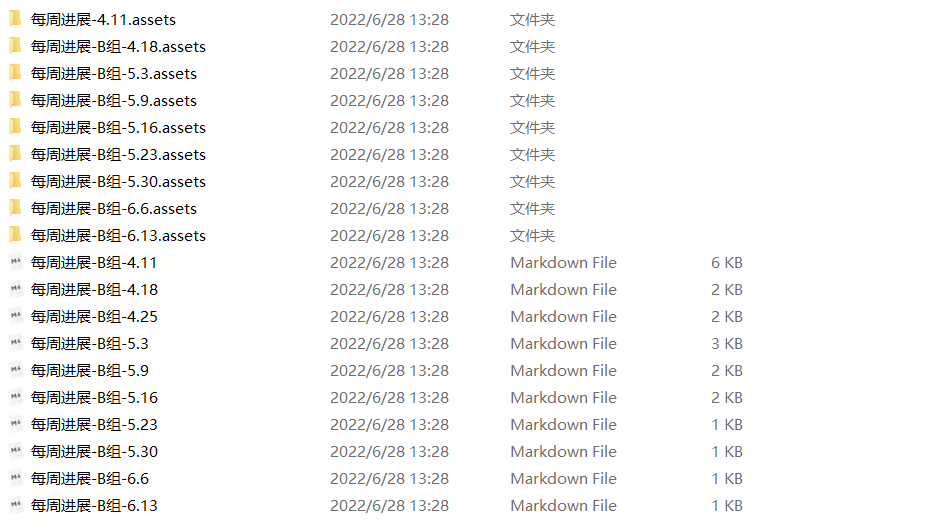 每周进展-4.11.assets 2022/6/28 13:28 文件夹
每周进展-B组-4.18.assets 2022/6/28 13:28 文件夹
每周进展-B组-5.3.assets 2022/6/28 13:28 文件夹
每周进展-B组-5.9.assets 2022/6/28 13:28 文件夹
每周进展-B组-5.16.assets 2022/6/28 13:28 文件夹
每周进展-B组-5.23.assets 2022/6/28 13:28 文件夹
每周进展-B组-5.30.assets 2022/6/28 13:28 文件夹
每周进展-B组-6.6.assets 2022/6/28 13:28 文件夹
每周进展-B组-6.13.assets 2022/6/28 13:28 文件夹
每周进展-B组-4.11 2022/6/28 13:28 Markdown File 6 KB
每周进展-B组-4.18 2022/6/28 13:28 Markdown File 2 KB
每周进展-B组-4.25 2022/6/28 13:28 Markdown File 2 KB
每周进展-B组-5.3 2022/6/28 13:28 Markdown File 3 KB
每周进展-B组-5.9 2022/6/28 13:28 Markdown File 2 KB
每周进展-B组-5.16 2022/6/28 13:28 Markdown File 2 KB
每周进展-B组-5.23 2022/6/28 13:28 Markdown File 1 KB
每周进展-B组-5.30 2022/6/28 13:28 Markdown File 1 KB
每周进展-B组-6.6 2022/6/28 13:28 Markdown File 1 KB
每周进展-B组-6.13 2022/6/28 13:28 Markdown File 1 KB